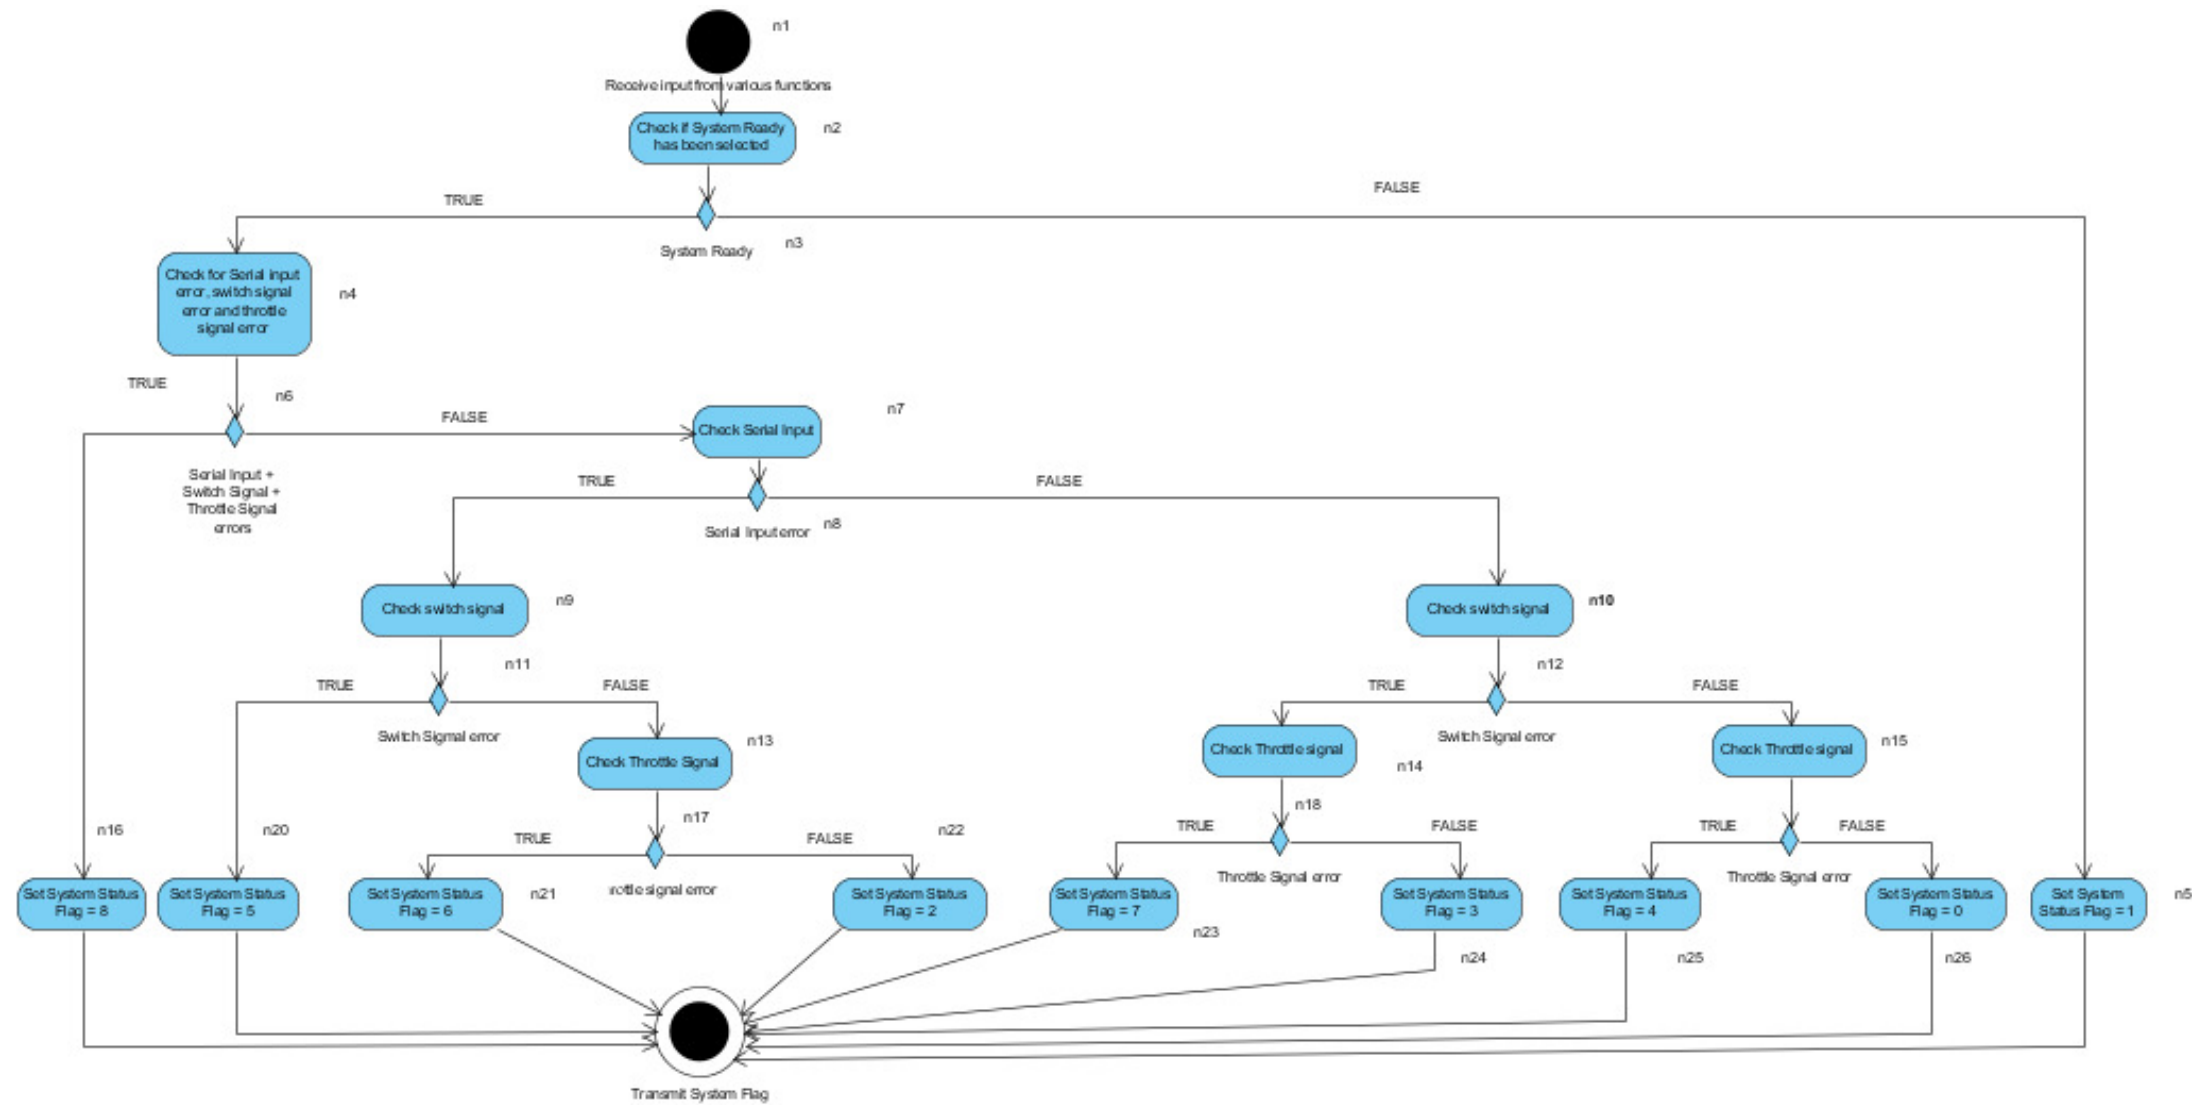 n1
Receive input from various functions
Check if System Ready
has been selected
n2
TRUE
FALSE
System Ready
n3
Check for Serial input
error, switch signal
error and throttle
signal error
n4
TRUE
n6
FALSE
Check Serial Input
n7
Serial Input +
Switch Signal +
Throttle Signal
errors
TRUE
FALSE
Serial Input error
n8
Check switch signal
n9
Check switch signal
n10
n11
n12
TRUE
FALSE
TRUE
FALSE
Switch Sigmal error
Switch Signal error
Check Throttle Signal
n13
Check Throttle signal
n14
Check Throttle signal
n15
n16
n20
n17
n22
n18
TRUE
FALSE
TRUE
FALSE
TRUE
FALSE
rottle signal error
Throttle Signal error
Throttle Signal error
Set System Status
Flag = 8
Set System Status
Flag = 5
Set System Status
Flag = 6
n21
Set System Status
Flag = 2
Set System Status
Flag = 7
n23
Set System Status
Flag = 3
n24
Set System Status
Flag = 4
n25
Set System Status
Flag = 0
n26
Set System
Status Flag = 1
n5
Transmit System Flag